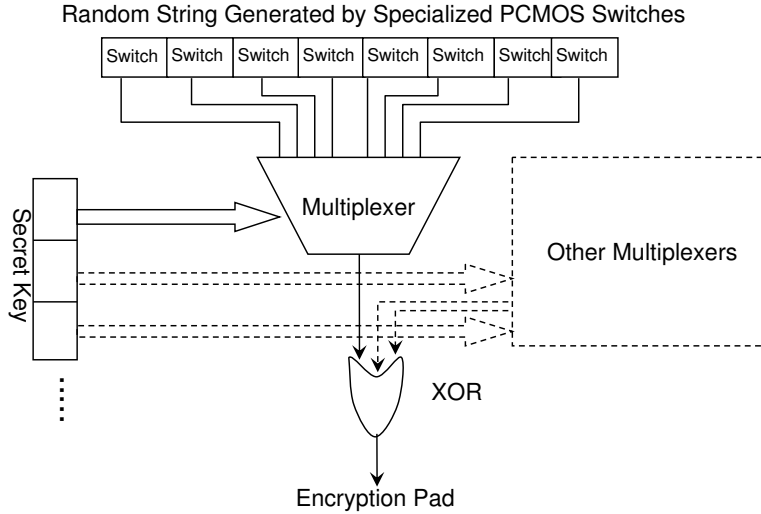 Random String Generated by Specialized PCMOS Switches
Switch Switch Switch Switch Switch Switch Switch Switch
Multiplexer
Secret Key
Other Multiplexers
XOR
Encryption Pad